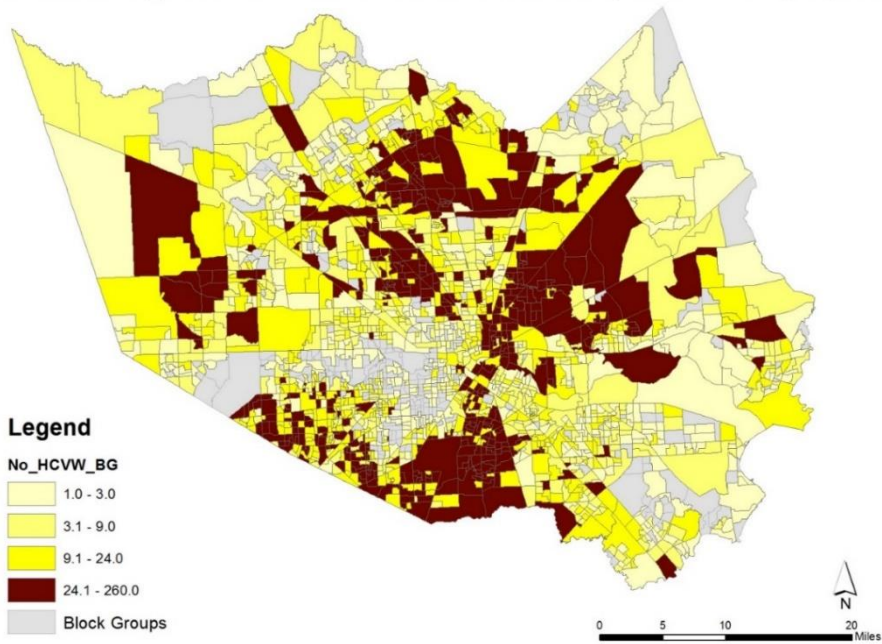 Legend
No_HCVW_BG
1.0 - 3.0
3.1 - 9.0
9.1 - 24.0
24.1 - 260.0
Block Groups
N
0 5 10 20
Miles